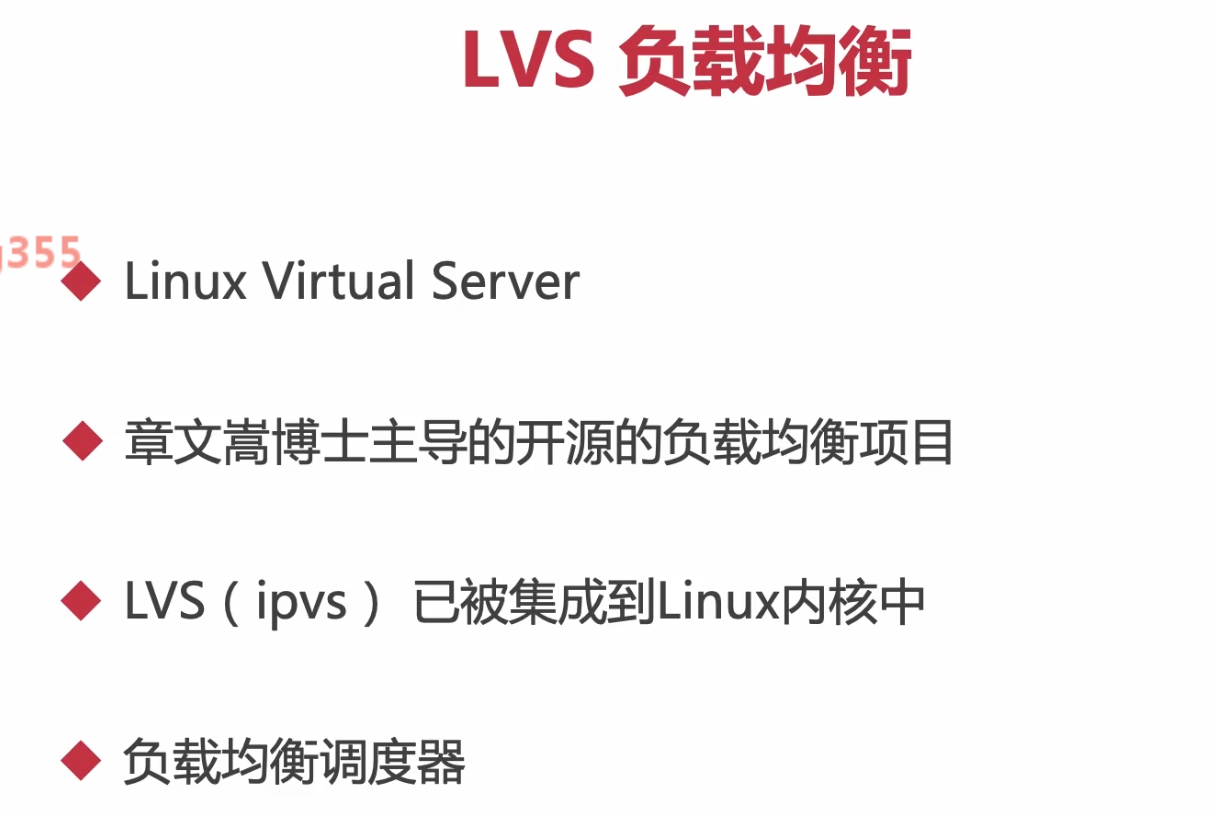 LVS 负载均衡
g355
Linux Virtual Server
章文嵩博士主导的开源的负载均衡项目
LVS（ipvs） 已被集成到Linux内核中
负载均衡调度器